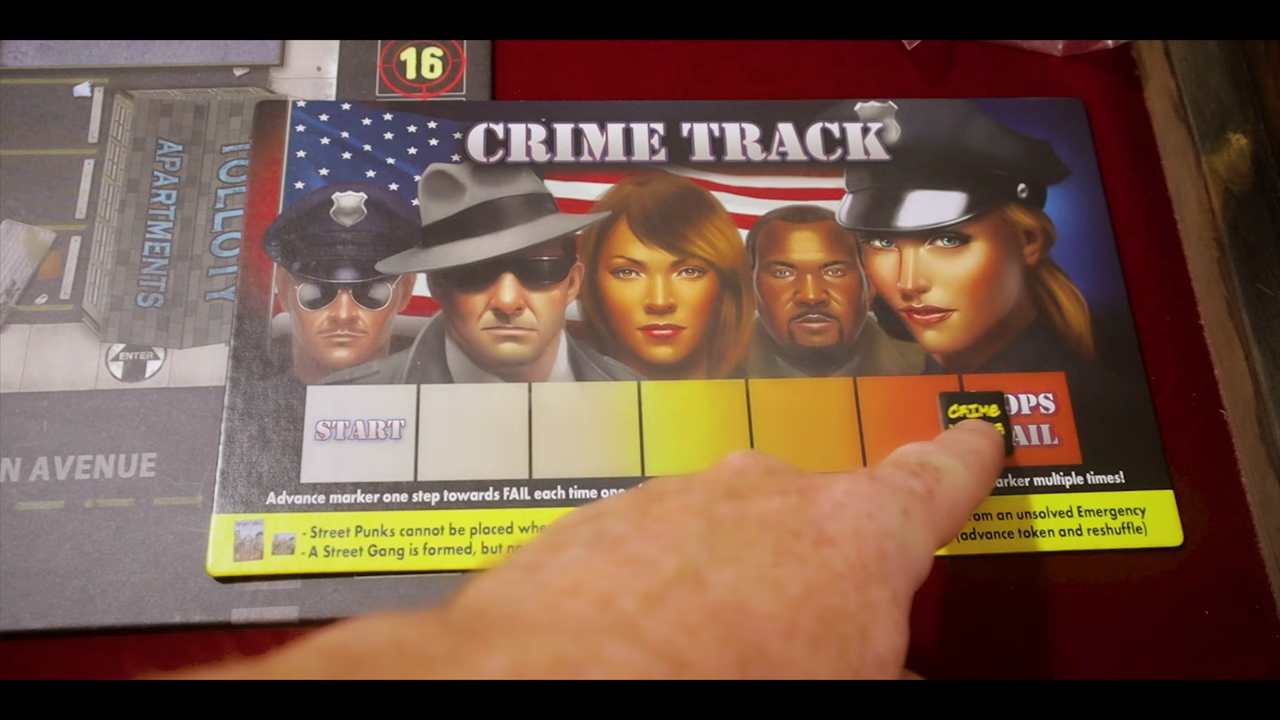 16
CRIME TRACK
TOLLOTY
APARTMENTS
ENTER
START
CRIME
OPS
AIL
N AVENUE
Advance marker one step towards FAIL each time one arker multiple times!
- Street Punks cannot be placed whe om an unsolved Emergency
- A Street Gang is formed, but (advance token and reshuffle)